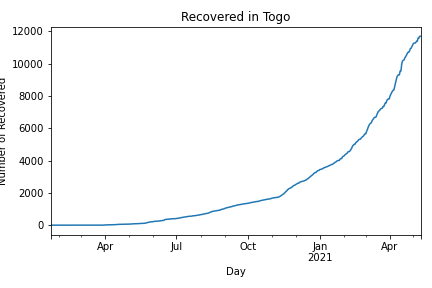 Recovered in Togo
Number of Recovered
12000
10000
8000
6000
4000
2000
0
Apr
Jul
Oct
Jan
2021
Apr
Day